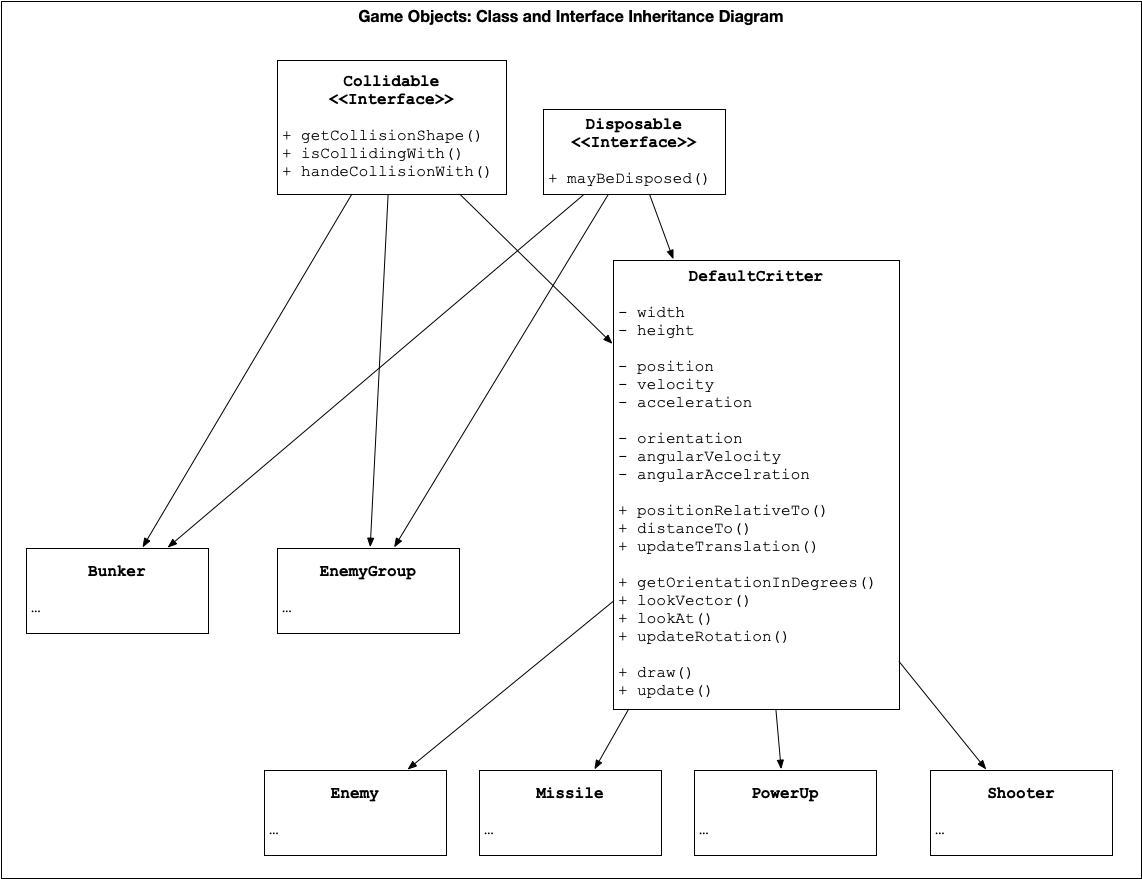 Game Objects: Class and Interface Inheritance Diagram
Collidable
<<Interface>>
+ getCollisionShape()
+ isCollidingWith()
+ handeCollisionWith()
Disposable
<<Interface>>
+ mayBeDisposed()
DefaultCritter
- width
- height
- position
- velocity
- acceleration
- orientation
- angularVelocity
- angularAccelration
+ positionRelativeTo()
+ distanceTo()
+ updateTranslation()
+ getOrientationInDegrees()
+ lookVector()
+ lookAt()
+ updateRotation()
+ draw()
+ update()
Bunker
…
EnemyGroup
…
Enemy
…
Missile
…
PowerUp
…
Shooter
…